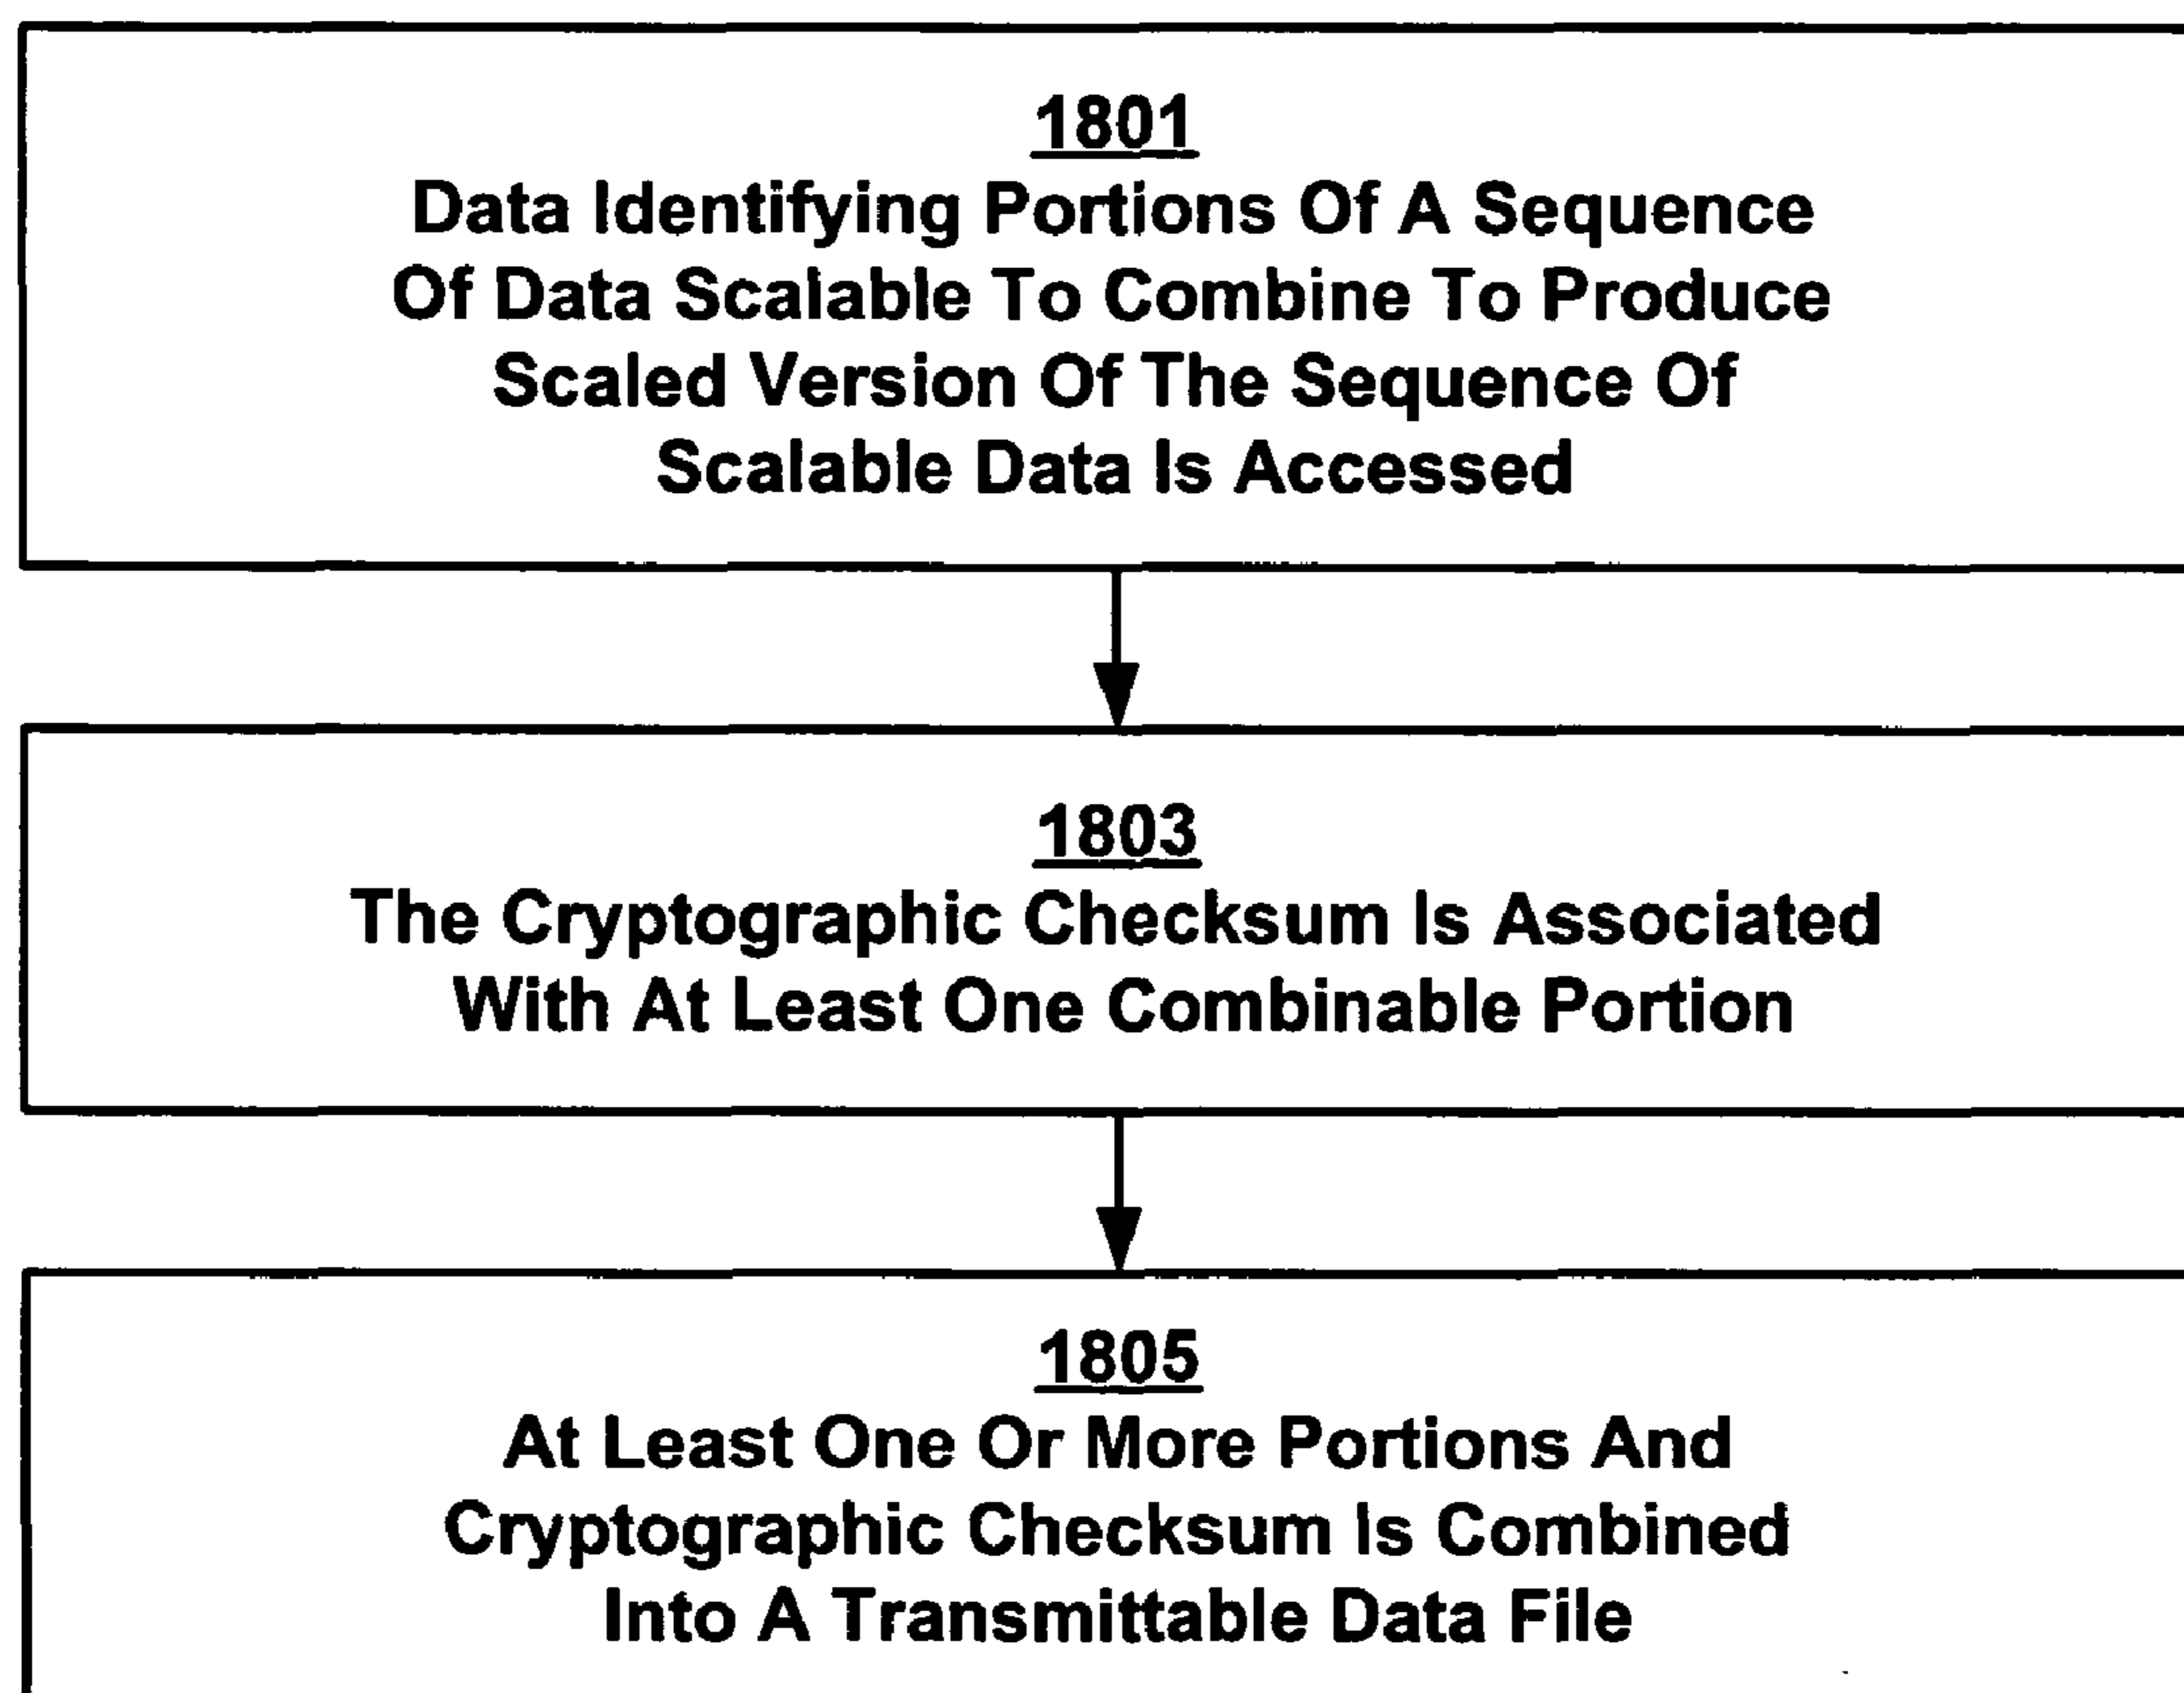 1801
Data Identifying Portions Of A Sequence
Of Data Scalable To Combine To Produce
Scaled Version Of The Sequence Of
Scalable Data Is Accessed
1803
The Cryptographic Checksum Is Associated
With At Least One Combinable Portion
1805
At Least One Or More Portions And
Cryptographic Checksum Is Combined
Into A Transmittable Data File